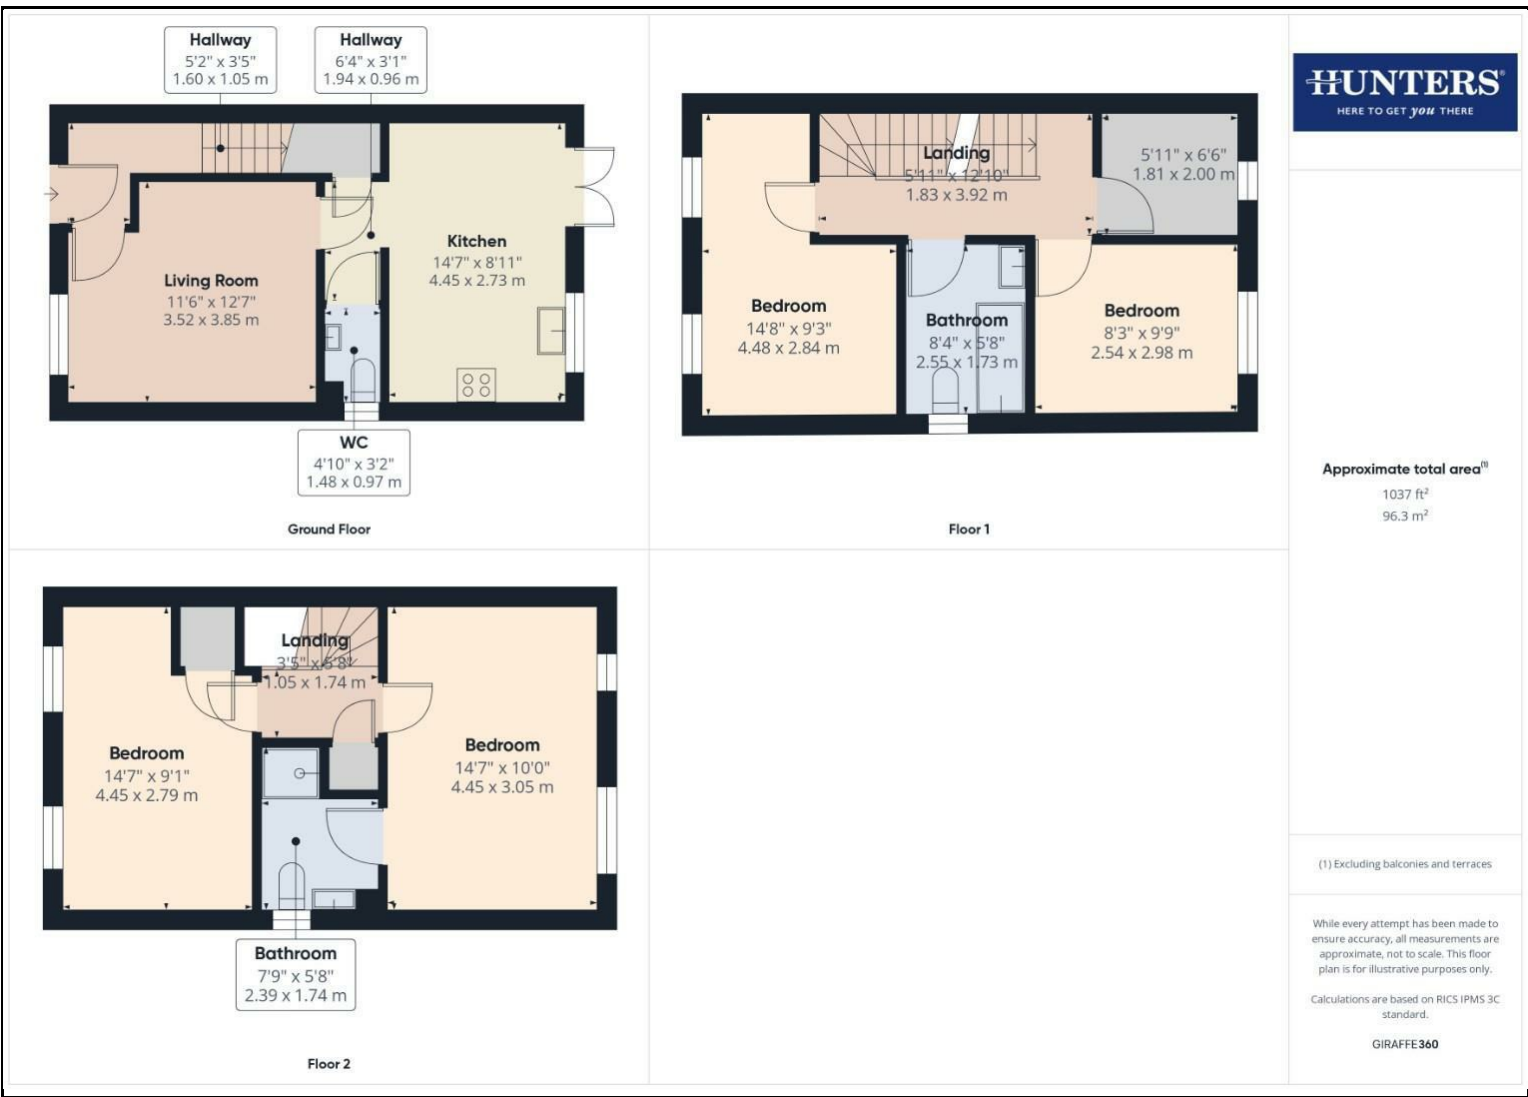 Hallway
5'2" x 3'5"
1.60 x 1.05 m
Hallway
6'4" x 3'1"
1.94 x 0.96 m
Living Room
11'6" x 12'7"
3.52 x 3.85 m
Kitchen
14'7" x 8'11"
4.45 x 2.73 m
WC
4'10" x 3'2"
1.48 x 0.97 m
Ground Floor
Landing
5'11" x 12'10"
1.83 x 3.92 m
5'11" x 6'6"
1.81 x 2.00 m
Bedroom
14'8" x 9'3"
4.48 x 2.84 m
Bathroom
8'4" x 5'8"
2.55 x 1.73 m
Bedroom
8'3" x 9'9"
2.54 x 2.98 m
Floor 1
Landing
3'5" x 5'8"
1.05 x 1.74 m
Bedroom
14'7" x 9'1"
4.45 x 2.79 m
Bedroom
14'7" x 10'0"
4.45 x 3.05 m
Bathroom
7'9" x 5'8"
2.39 x 1.74 m
Floor 2
HUNTERS®
HERE TO GET you THERE
Approximate total area(1)
1037 ft²
96.3 m²
(1) Excluding balconies and terraces
While every attempt has been made to
ensure accuracy, all measurements are
approximate, not to scale. This floor
plan is for illustrative purposes only.
Calculations are based on RICS IPMS 3C
standard.
GIRAFFE360